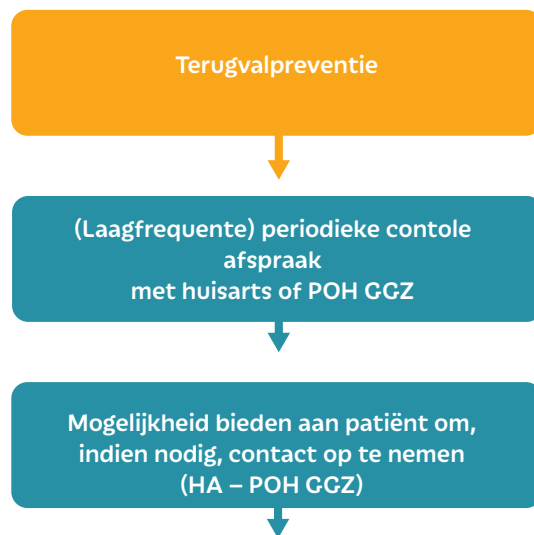 Terugvalpreventie
(Laagfrequente) periodieke contole
afspraak
met huisarts of POH GGZ
Mogelijkheid bieden aan patiënt om,
indien nodig, contact op te nemen
(HA – POH GGZ)